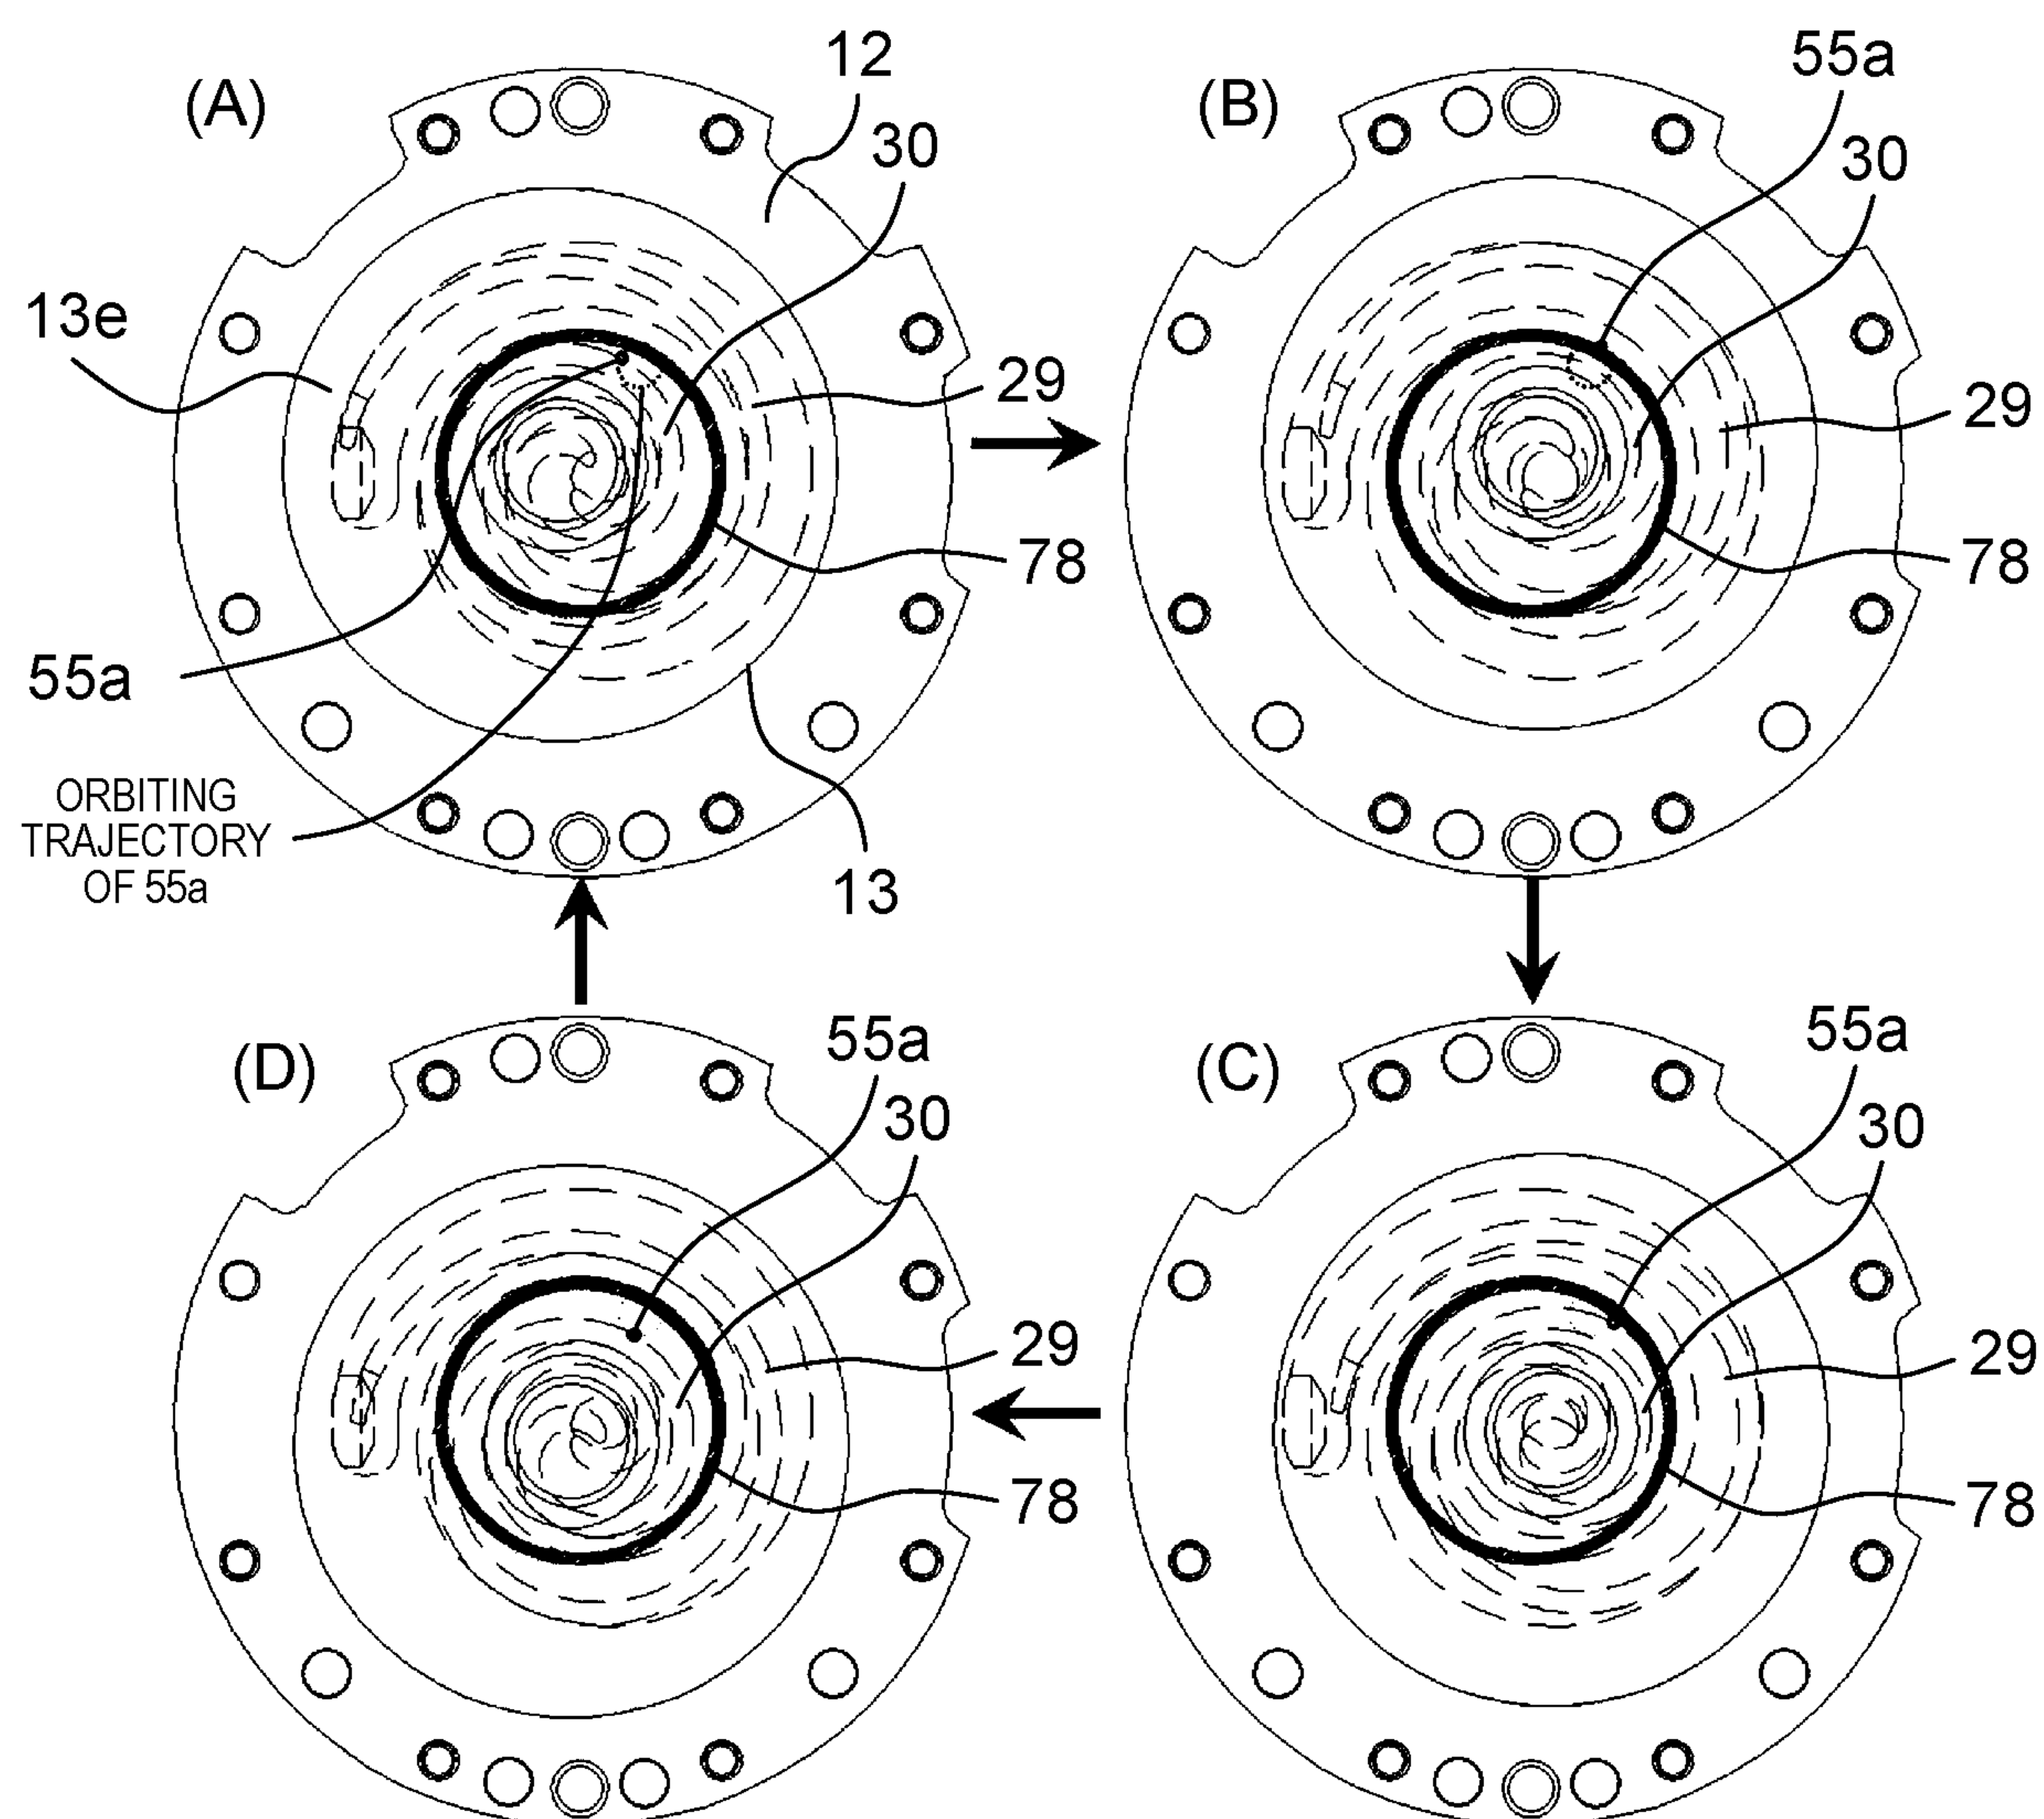 (A)
12
30
13e
29
78
55a
ORBITING
TRAJECTORY
OF 55a
13
(B)
55a
30
29
78
(D)
55a
30
29
78
(C)
55a
30
29
78